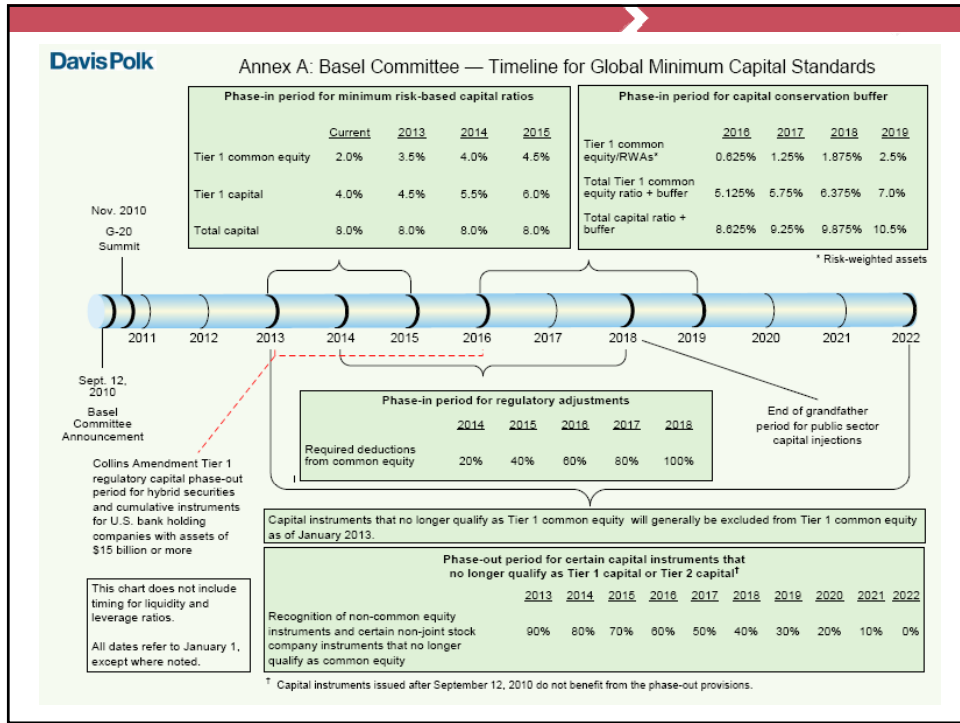 DavisPolk
Annex A: Basel Committee — Timeline for Global Minimum Capital Standards
Phase-in period for minimum risk-based capital ratios
Current 2013 2014 2015
Tier 1 common equity 2.0% 3.5% 4.0% 4.5%
Tier 1 capital 4.0% 4.5% 5.5% 6.0%
Total capital 8.0% 8.0% 8.0% 8.0%
Phase-in period for capital conservation buffer
2016 2017 2018 2019
Tier 1 common
equity/RWAs* 0.625% 1.25% 1.875% 2.5%
Total Tier 1 common
equity ratio + buffer 5.125% 5.75% 6.375% 7.0%
Total capital ratio +
buffer 8.625% 9.25% 9.875% 10.5%
* Risk-weighted assets
Nov. 2010
G-20
Summit
2011 2012 2013 2014 2015 2016 2017 2018 2019 2020 2021 2022
Sept. 12,
2010
Basel
Committee
Announcement
Collins Amendment Tier 1
regulatory capital phase-out
period for hybrid securities
and cumulative instruments
for U.S. bank holding
companies with assets of
$15 billion or more
Phase-in period for regulatory adjustments
2014 2015 2016 2017 2018
Required deductions
from common equity 20% 40% 60% 80% 100%
End of grandfather
period for public sector
capital injections
Capital instruments that no longer qualify as Tier 1 common equity will generally be excluded from Tier 1 common equity
as of January 2013.
Phase-out period for certain capital instruments that
no longer qualify as Tier 1 capital or Tier 2 capital†
2013 2014 2015 2016 2017 2018 2019 2020 2021 2022
Recognition of non-common equity
instruments and certain non-joint stock 90% 80% 70% 60% 50% 40% 30% 20% 10% 0%
company instruments that no longer
qualify as common equity
This chart does not include
timing for liquidity and
leverage ratios.
All dates refer to January 1,
except where noted.
† Capital instruments issued after September 12, 2010 do not benefit from the phase-out provisions.